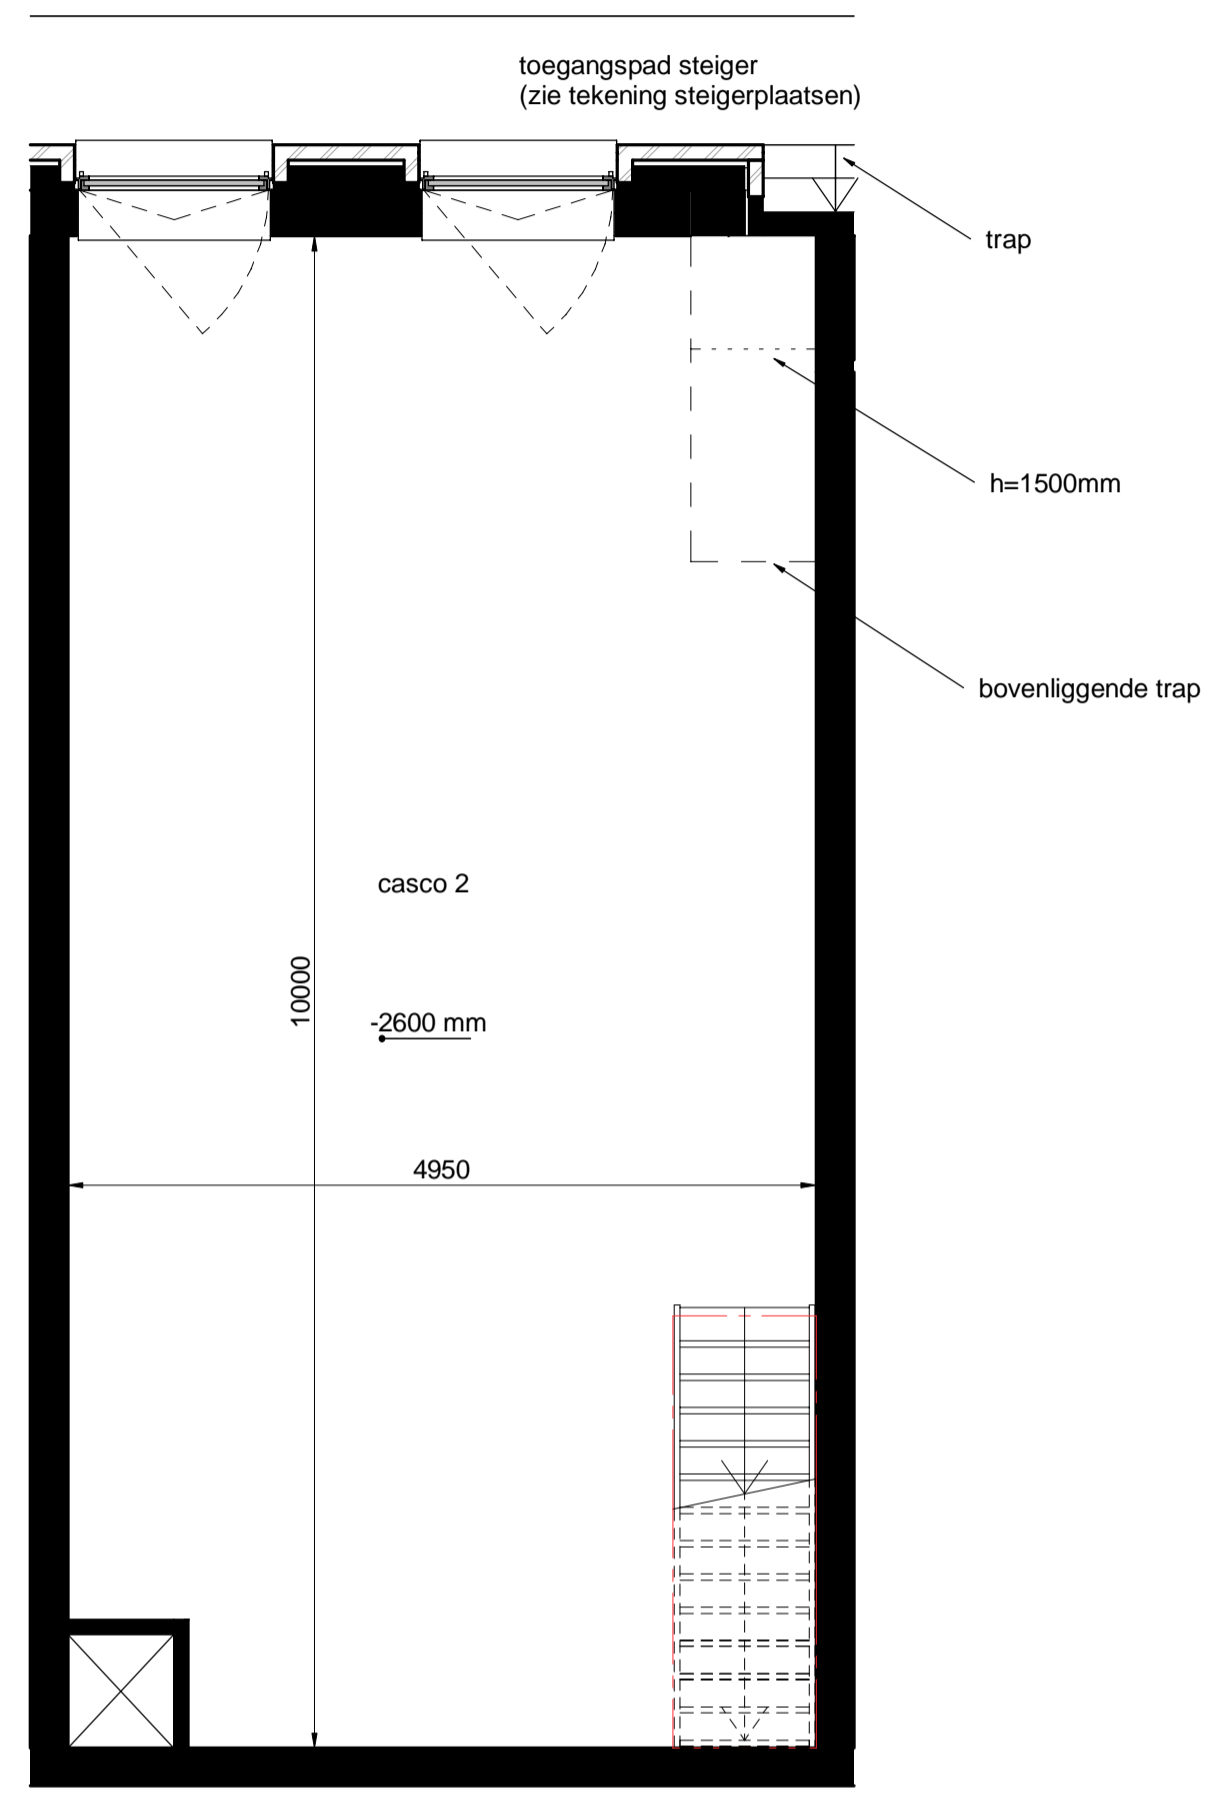 toegangspad steiger
(zie tekening steigerplaatsen)
trap
h=1500mm
bovenliggende trap
casco 2
10000
-2600 mm
4950